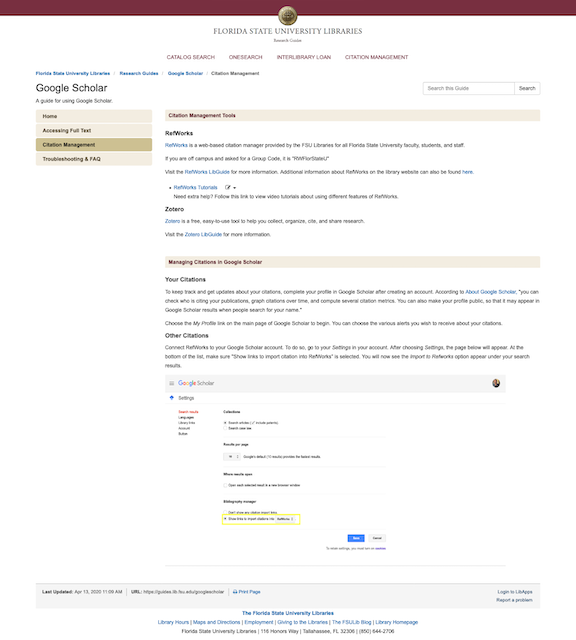 FLORIDA STATE UNIVERSITY LIBRARIES
Research Guides
CATALOG SEARCH ONESEARCH INTERLIBRARY LOAN CITATION MANAGEMENT
Florida State University Libraries / Research Guides / Google Scholar / Citation Management
Google Scholar
Search this Guide Search
A guide for using Google Scholar.
Home
Accessing Full Text
Citation Management
Troubleshooting & FAQ
Citation Management Tools
RefWorks
RefWorks is a web-based citation manager provided by the FSU Libraries for all Florida State University faculty, students, and staff.
If you are off campus and asked for a Group Code, it is "RWFlorStateU"
Visit the RefWorks LibGuide for more information. Additional information about RefWorks on the library website can also be found here.
• RefWorks Tutorials
Need extra help? Follow this link to view video tutorials about using different features of RefWorks.
Zotero
Zotero is a free, easy-to-use tool to help you collect, organize, cite, and share research.
Visit the Zotero LibGuide for more information.
Managing Citations in Google Scholar
Your Citations
To keep track and get updates about your citations, complete your profile in Google Scholar after creating an account. According to About Google Scholar, "you can
check who is citing your publications, graph citations over time, and compute several citation metrics. You can also make your profile public, so that it may appear in
Google Scholar results when people search for your name."
Choose the My Profile link on the main page of Google Scholar to begin. You can choose the various alerts you wish to receive about your citations.
Other Citations
Connect RefWorks to your Google Scholar account. To do so, go to your Settings in your account. After choosing Settings, the page below will appear. At the
bottom of the list, make sure "Show links to import citation into 'RefWorks" is selected. You will now see the Import to Refworks option appear under your search
results.
Google Scholar
Settings
Search results
Languages
Library links
Account
Button
Collections
Search articles ( include patents)
Search case law
Results per page
10 Google's default (10 results) provides the fastest results.
Where results open
Open each selected result in a new browser window
Bibliography manager
Don't show any citation import links.
Show links to import citations into RefWorks
Save Cancel
To retain settings, you must turn on cookies
Last Updated: Apr 13, 2020 11:09 AM URL: https://guides.lib.fsu.edu/googlescholar Print Page
Login to LibApps
Report a problem
The Florida State University Libraries
Library Hours | Maps and Directions | Employment | Giving to the Libraries | The FSULib Blog | Library Homepage
Florida State University Libraries | 116 Honors Way | Tallahassee, FL 32306 | (850) 644-2706